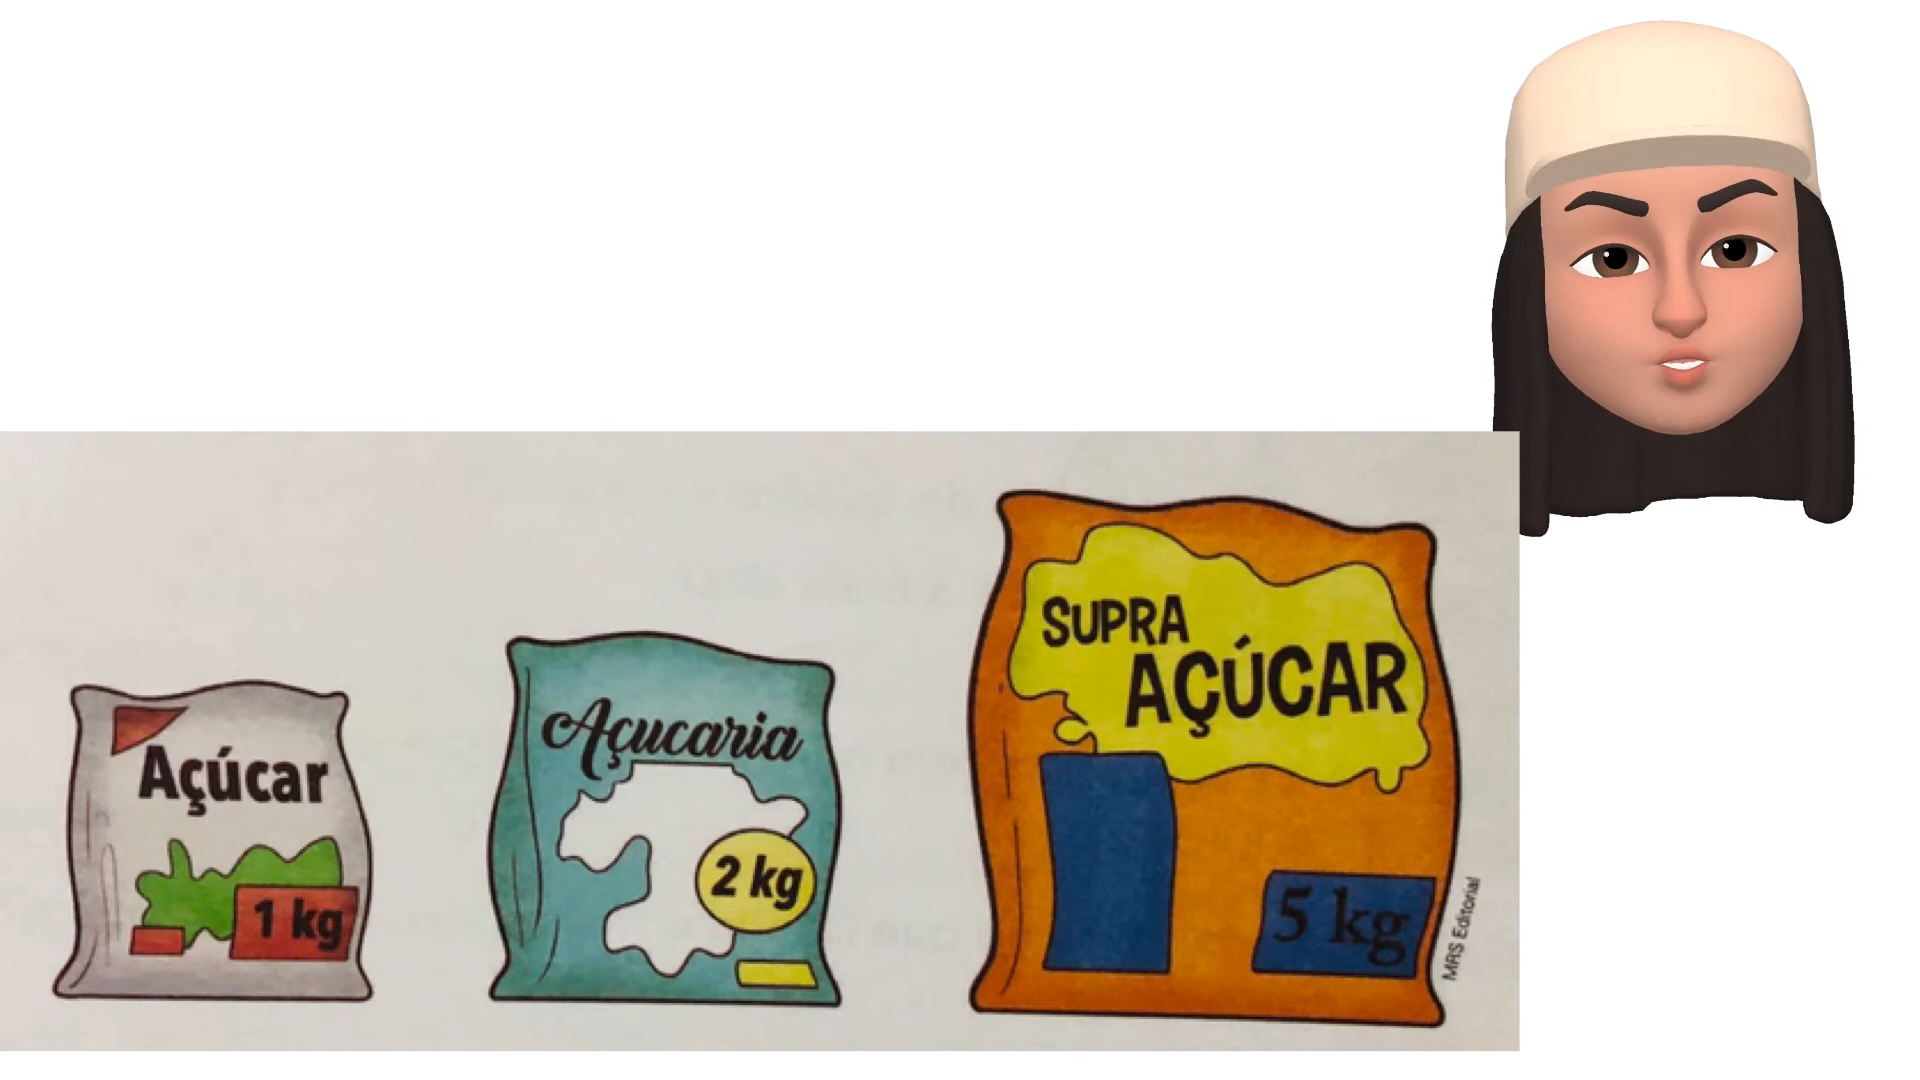 Açúcar
1 kg
Açucaria
2 kg
SUPRA
AÇÚCAR
5 kg
MRS Editorial